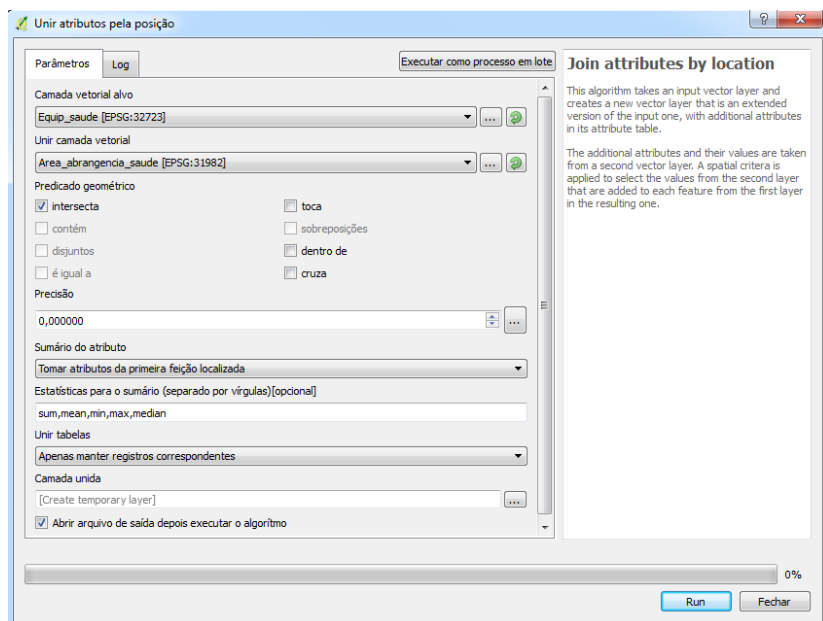 Unir atributos pela posição
Parâmetros
Log
Executar como processo em lote
Camada vetorial alvo
Equip_saude [EPSG:32723]
...
Unir camada vetorial
Area_abrangencia_saude [EPSG:31982]
...
Predicado geométrico
intersecta
toca
contém
sobreposições
disjuntos
dentro de
é igual a
cruza
Precisão
0,000000
...
Sumário do atributo
Tomar atributos da primeira feição localizada
Estatísticas para o sumário (separado por vírgulas)[opcional]
sum,mean,min,max,median
Unir tabelas
Apenas manter registros correspondentes
Camada unida
[Create temporary layer]
...
Abrir arquivo de saída depois executar o algorítmo
Join attributes by location
This algorithm takes an input vector layer and
creates a new vector layer that is an extended
version of the input one, with additional attributes
in its attribute table.
The additional attributes and their values are taken
from a second vector layer. A spatial critera is
applied to select the values from the second layer
that are added to each feature from the first layer
in the resulting one.
0%
Run
Fechar